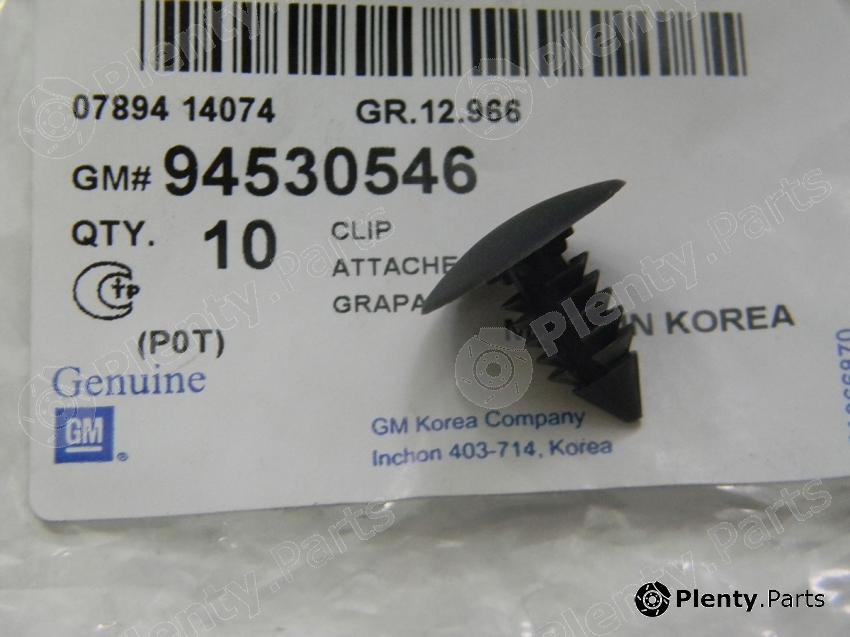 07894 14074 GR.12.966
GM# 94530546
QTY. 10 CLIP
ATTACHE
GRAPA
IN KOREA
(P0T)
Genuine
GM
®
GM Korea Company
Inchon 403-714, Korea
Plenty.Parts